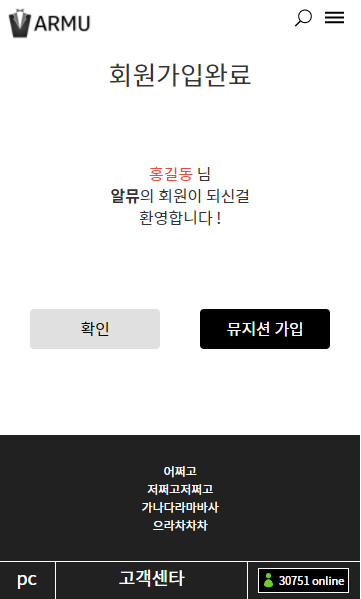 ARMU
회원가입완료
홍길동 님
알뮤의 회원이 되신걸
환영합니다 !
확인
뮤지션 가입
어쩌고
저쩌고저쩌고
가나다라마바사
으라차차차
pc
고객센타
30751 online